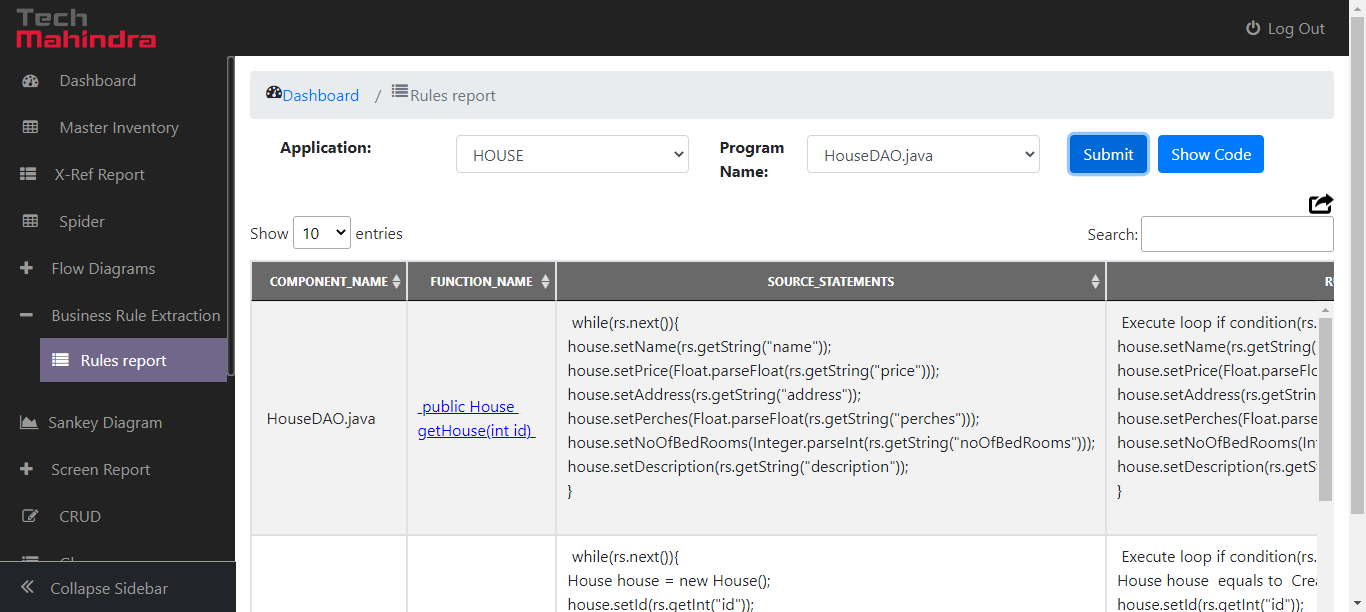 Tech
Mahindra
Log Out
Dashboard
Master Inventory
X-Ref Report
Spider
Flow Diagrams
Business Rule Extraction
Rules report
Sankey Diagram
Screen Report
CRUD
Collapse Sidebar
Dashboard / Rules report
Application: HOUSE
Program
Name:
HouseDAO.java
Submit
Show Code
Show 10 entries
Search:
COMPONENT_NAME FUNCTION_NAME SOURCE_STATEMENTS
HouseDAO.java
public House
getHouse(int id)
while(rs.next()){
house.setName(rs.getString("name"));
house.setPrice(Float.parseFloat(rs.getString("price")));
house.setAddress(rs.getString("address"));
house.setPerches(Float.parseFloat(rs.getString("perches")));
house.setNoOfBedRooms(Integer.parseInt(rs.getString("noOfBedRooms")));
house.setDescription(rs.getString("description"));
}
Execute loop if condition(rs.
house.setName(rs.getString(
house.setPrice(Float.parseFl
house.setAddress(rs.getStrin
house.setPerches(Float.parse
house.setNoOfBedRooms(In
house.setDescription(rs.getS
}
while(rs.next()){
House house = new House();
house.setId(rs.getInt("id"));
Execute loop if condition(rs.
House house equals to Crea
house.setId(rs.getInt("id"));